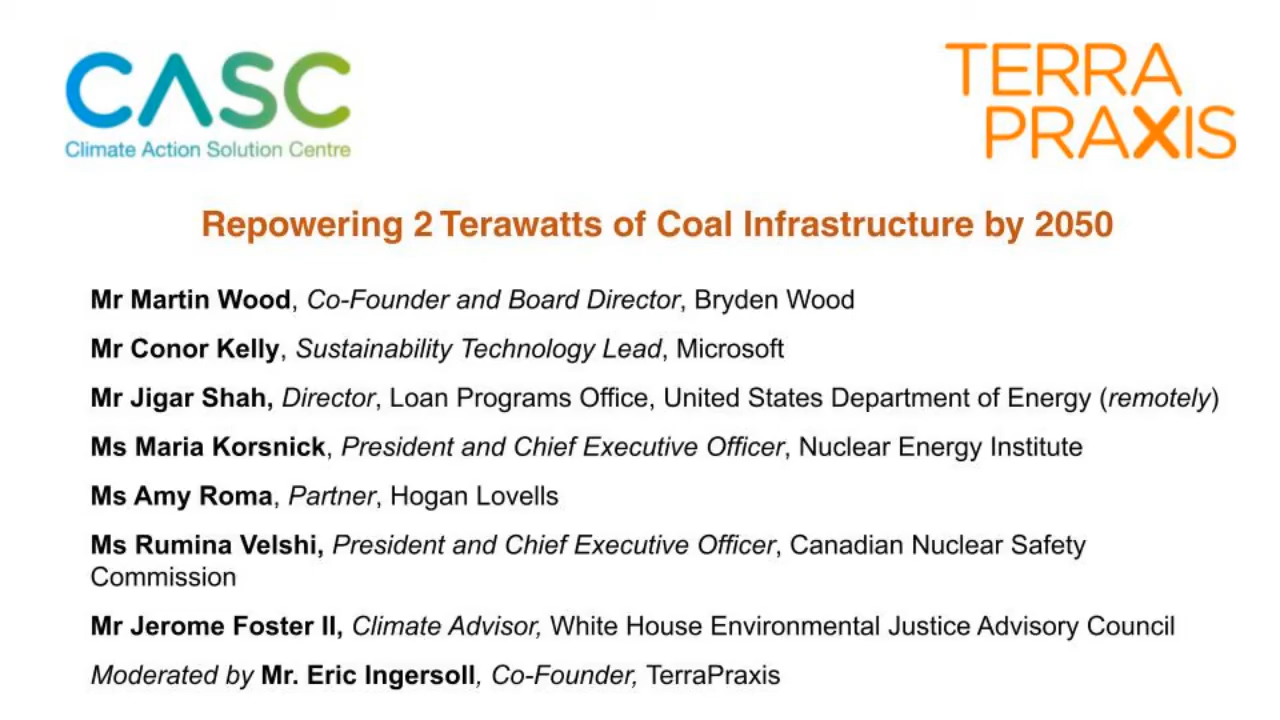 CASC
Climate Action Solution Centre
TERRA
PRAXIS
Repowering 2 Terawatts of Coal Infrastructure by 2050
Mr Martin Wood, Co-Founder and Board Director, Bryden Wood
Mr Conor Kelly, Sustainability Technology Lead, Microsoft
Mr Jigar Shah, Director, Loan Programs Office, United States Department of Energy (remotely)
Ms Maria Korsnick, President and Chief Executive Officer, Nuclear Energy Institute
Ms Amy Roma, Partner, Hogan Lovells
Ms Rumina Velshi, President and Chief Executive Officer, Canadian Nuclear Safety
Commission
Mr Jerome Foster II, Climate Advisor, White House Environmental Justice Advisory Council
Moderated by Mr. Eric Ingersoll, Co-Founder, TerraPraxis